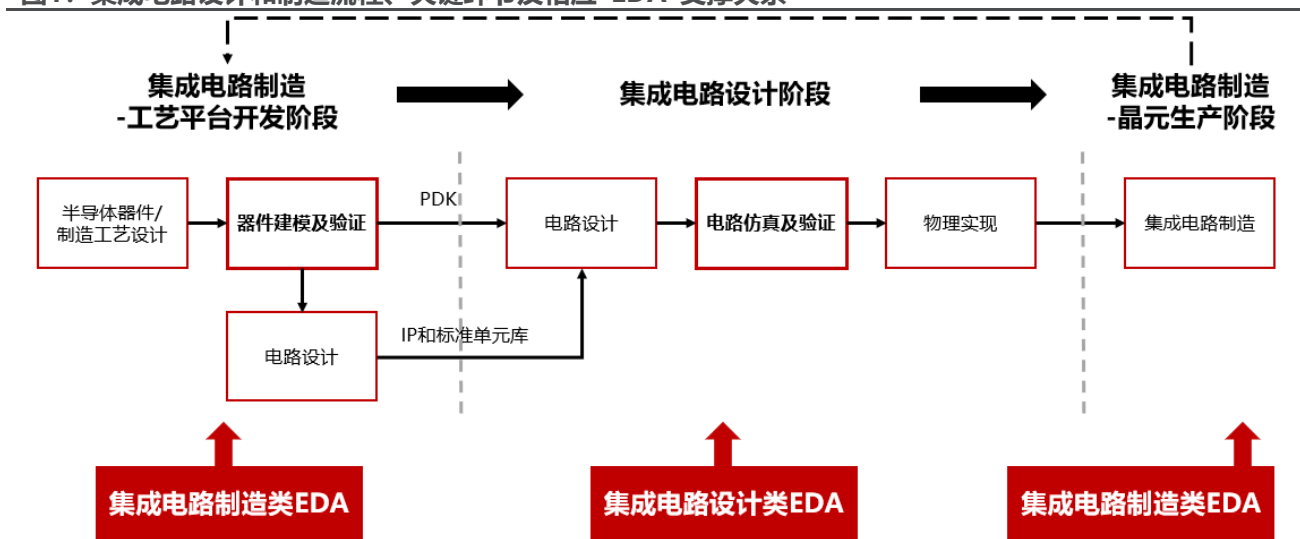 集成电路制造
-工艺平台开发阶段
集成电路设计阶段
集成电路制造
-晶元生产阶段
半导体器件/
制造工艺设计
器件建模及验证
PDK
电路设计
电路仿真及验证
物理实现
集成电路制造
电路设计
IP和标准单元库
集成电路制造类EDA
集成电路设计类EDA
集成电路制造类EDA